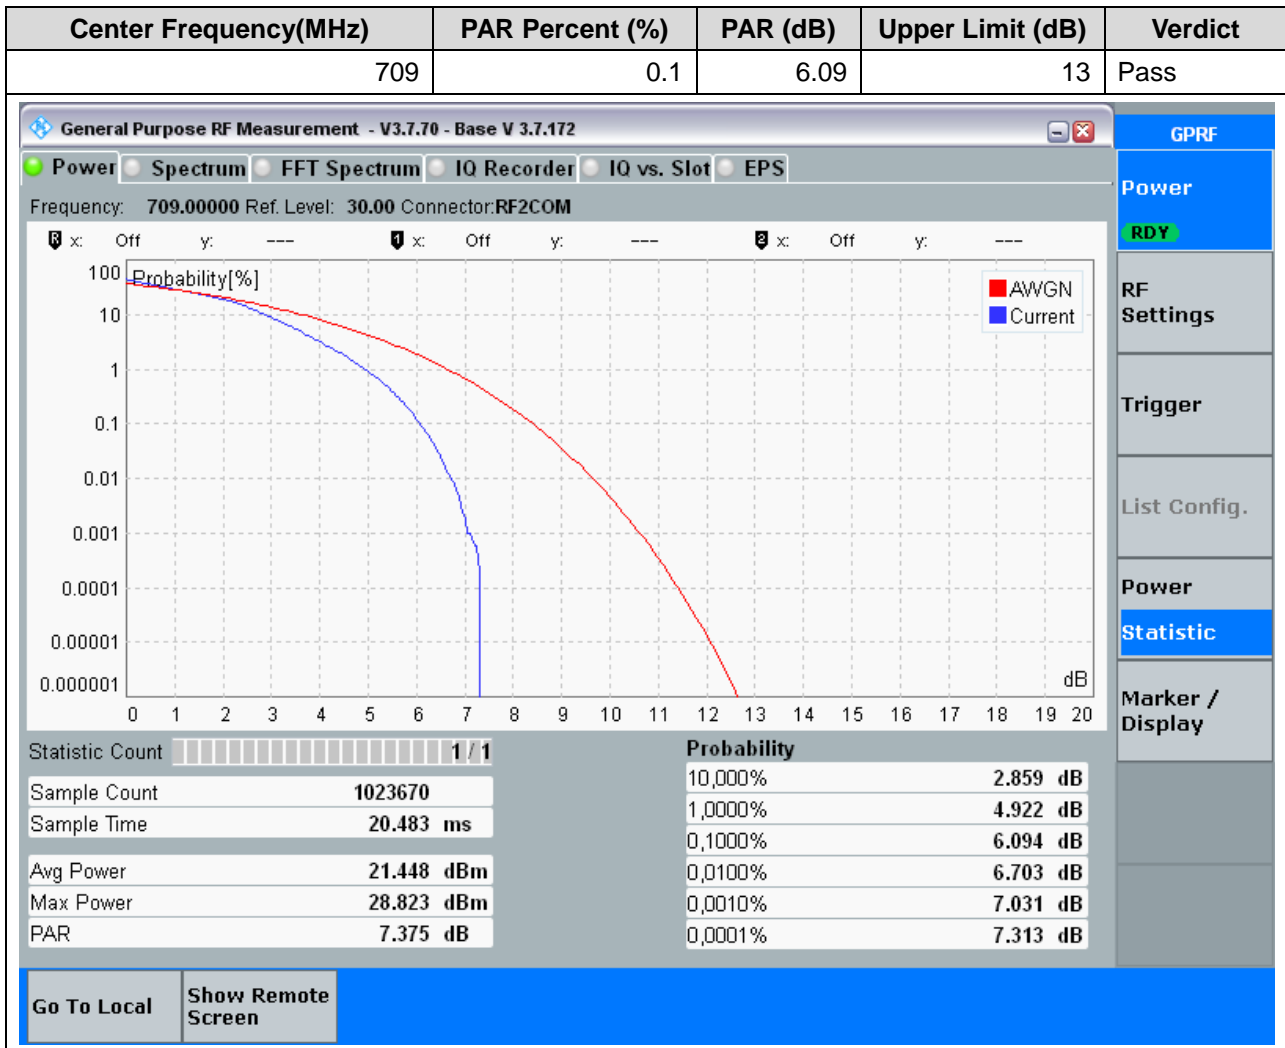 Center Frequency(MHz) PAR Percent (%) PAR (dB) Upper Limit (dB) Verdict
709 0.1 6.09 13 Pass
General Purpose RF Measurement - V3.7.70 - Base V 3.7.172
GPRF
Power Spectrum FFT Spectrum IQ Recorder IQ vs. Slot EPS
Power
RDY
Frequency: 709.00000 Ref. Level: 30.00 Connector:RF2COM
R x: Off y: --- 1 x: Off y: --- 2 x: Off y: ---
Probability[%]
AWGN
Current
100
10
1
0.1
0.01
0.001
0.0001
0.00001
0.000001
dB
0 1 2 3 4 5 6 7 8 9 10 11 12 13 14 15 16 17 18 19 20
RF
Settings
Trigger
List Config.
Power
Statistic
Marker /
Display
Statistic Count 1 / 1
Sample Count 1023670
Sample Time 20.483 ms
Avg Power 21.448 dBm
Max Power 28.823 dBm
PAR 7.375 dB
Probability
10,000% 2.859 dB
1,0000% 4.922 dB
0,1000% 6.094 dB
0,0100% 6.703 dB
0,0010% 7.031 dB
0,0001% 7.313 dB
Go To Local
Show Remote
Screen